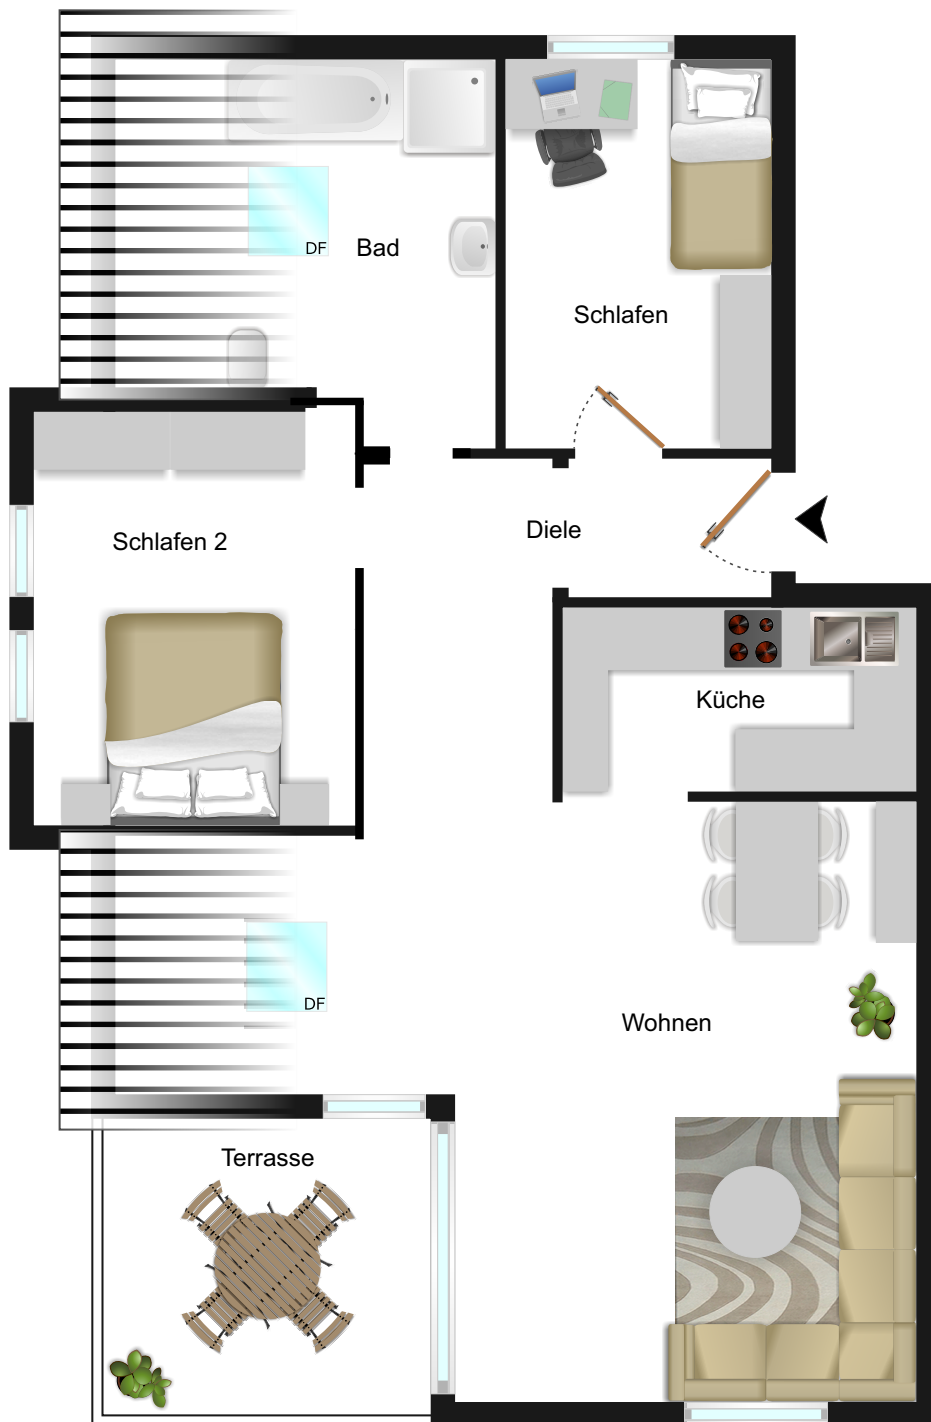 DF
Bad
Schlafen
Schlafen 2
Diele
Küche
DF
Wohnen
Terrasse